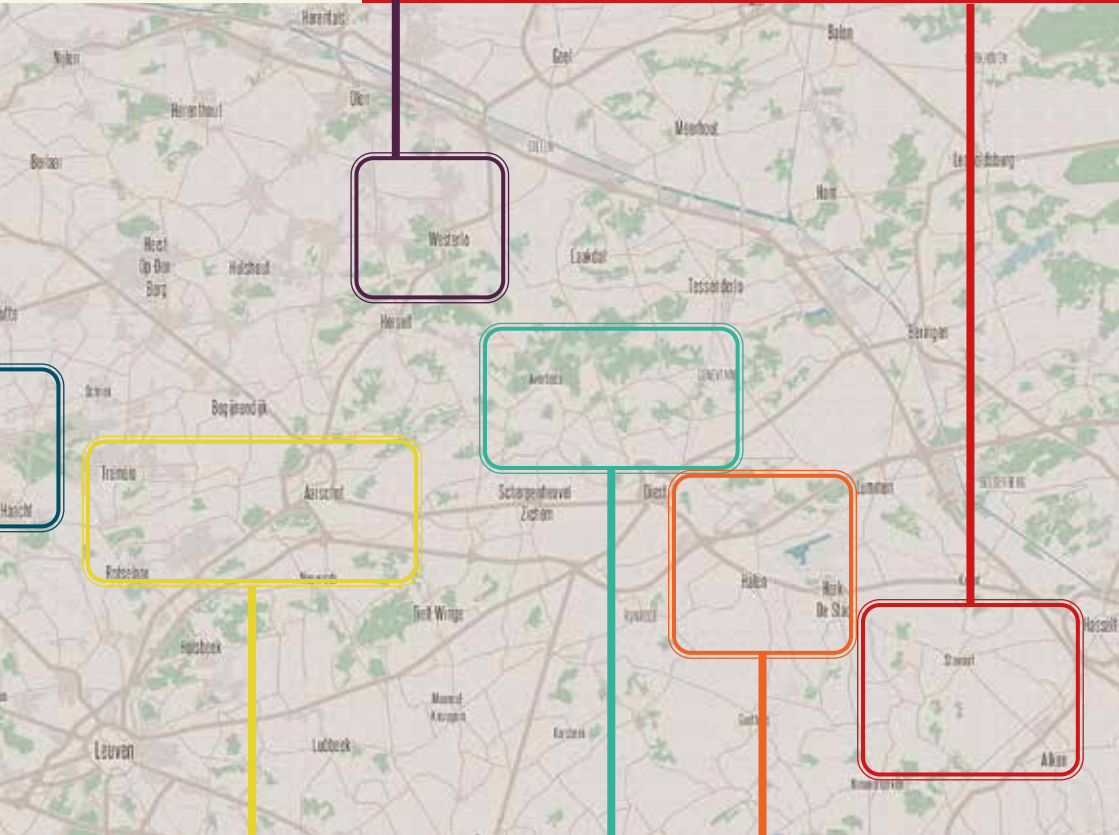 Herentals
Balen
Nijlen
Geel
Olen
Herenthout
Meerhout
Berlaar
Leopoldsburg
Ham
Westerlo
Heist
Op-Den
Berg
Hulshout
Laakdal
Tessenderlo
Herselt
Beringen
Averbode
Schriek
Begijnendijk
Tremelo
Aarschot
Scherpenheuvel
Zichem
Diest
Lummen
Haacht
Rotselaar
Halen
Herk-
De-Stad
Tielt-Winge
Hasselt
Holsbeek
Stevoort
Leuven
Lubbeek
Alken